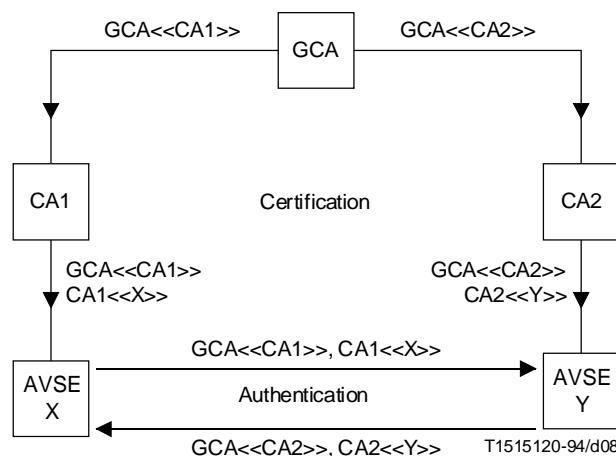 GCA<<CA1>>
GCA
GCA<<CA2>>
CA1
Certification
CA2
GCA<<CA1>>
CA1<<X>>
GCA<<CA2>>
CA2<<Y>>
GCA<<CA1>>, CA1<<X>>
AVSE
X
Authentication
AVSE
Y
GCA<<CA2>>, CA2<<Y>>
T1515120-94/d08